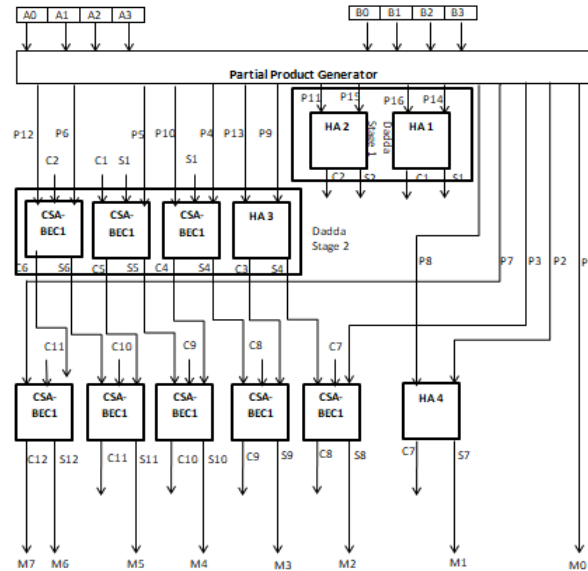 A0 A1 A2 A3 B0 B1 B2 B3
Partial Product Generator
P12 P6 P5 P10 P4 P13 P9 P11 P15 P16 P14
HA 2 HA 1
Dadda
Stage 1
C2 S2 C1 S1
C2 C1 S1 S1
CSA-BEC1 CSA-BEC1 CSA-BEC1 HA 3
Dadda
Stage 2
P8 P7 P3 P2 P
C6 S6 C5 S5 C4 S4 C3 S4
C11 C10 C9 C8 C7
CSA-BEC1 CSA-BEC1 CSA-BEC1 CSA-BEC1 CSA-BEC1 HA 4
C12 S12 C11 S11 C10 S10 C9 S9 C8 S8 C7 S7
M7 M6 M5 M4 M3 M2 M1 M0